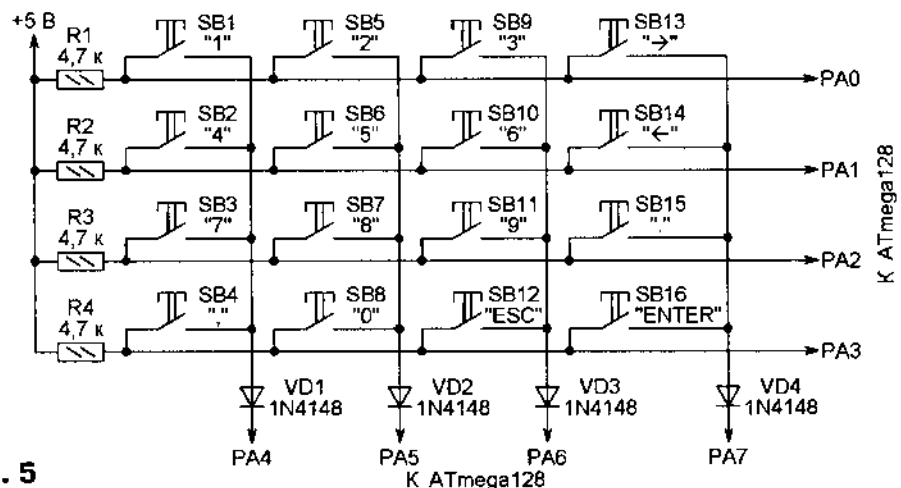 +5 В
R1
4,7 к
SB1
"1"
SB5
"2"
SB9
"3"
SB13
"→"
PA0
R2
4,7 к
SB2
"4"
SB6
"5"
SB10
"6"
SB14
"←"
PA1
R3
4,7 к
SB3
"7"
SB7
"8"
SB11
"9"
SB15
"."
PA2
R4
4,7 к
SB4
SB8
"0"
SB12
"ESC"
SB16
"ENTER"
PA3
К ATmega128
VD1
1N4148
VD2
1N4148
VD3
1N4148
VD4
1N4148
PA4
PA5
PA6
PA7
К ATmega128
. 5